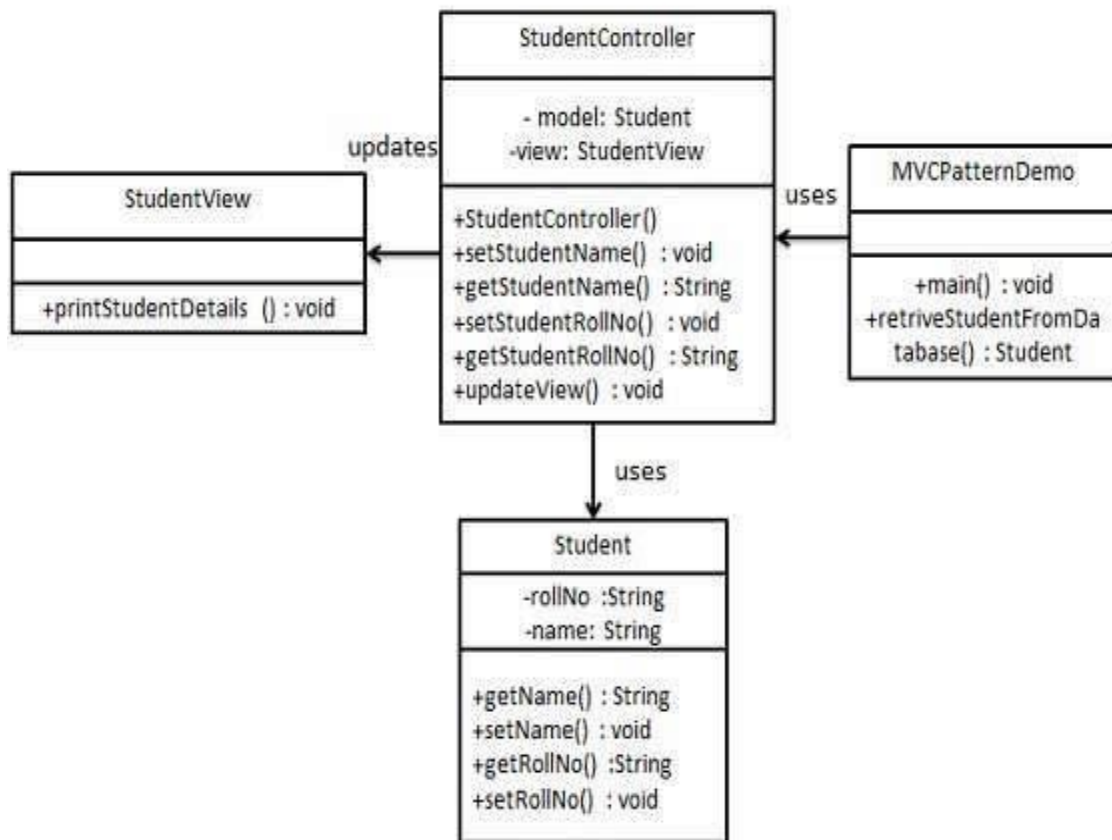 StudentController
- model: Student
-view: StudentView
+StudentController()
+setStudentName() : void
+getStudentName() : String
+setStudentRollNo() : void
+getStudentRollNo() : String
+updateView() : void
updates
StudentView
+printStudentDetails () : void
uses
MVCPatternDemo
+main() : void
+retriveStudentFromDa
tabase() : Student
uses
Student
-rollNo :String
-name: String
+getName() : String
+setName() : void
+getRollNo() :String
+setRollNo() : void